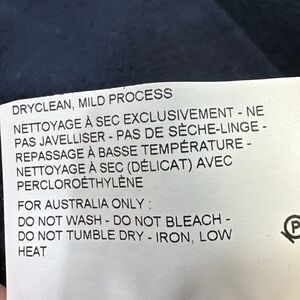 DRYCLEAN, MILD PROCESS
NETTOYAGE À SEC EXCLUSIVEMENT - NE
PAS JAVELLISER - PAS DE SÈCHE-LINGE -
REPASSAGE À BASSE TEMPÉRATURE -
NETTOYAGE À SEC (DÉLICAT) AVEC
PERCLOROÉTHYLÈNE
FOR AUSTRALIA ONLY :
DO NOT WASH - DO NOT BLEACH -
DO NOT TUMBLE DRY - IRON, LOW
HEAT
P